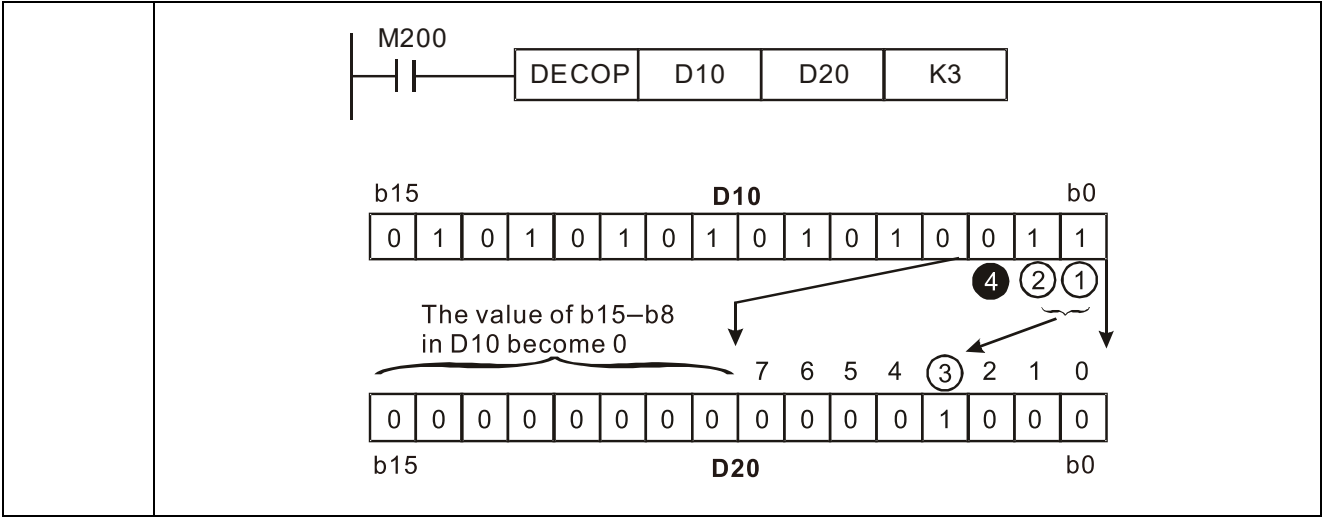 M200
DECOP D10 D20 K3
b15 D10 b0
0 1 0 1 0 1 0 1 0 1 0 1 0 0 1 1
4 2 1
The value of b15–b8
in D10 become 0
7 6 5 4 3 2 1 0
0 0 0 0 0 0 0 0 0 0 0 0 1 0 0 0
b15 D20 b0